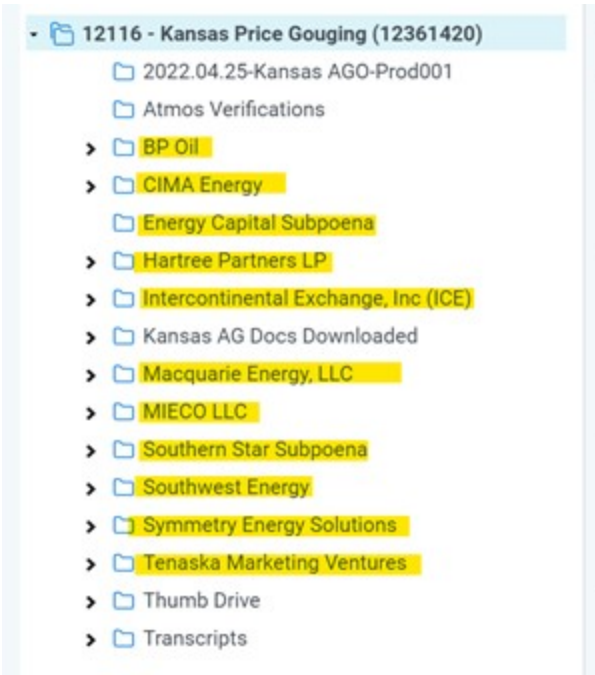 12116 - Kansas Price Gouging (12361420)
2022.04.25-Kansas AGO-Prod001
Atmos Verifications
BP Oil
CIMA Energy
Energy Capital Subpoena
Hartree Partners LP
Intercontinental Exchange, Inc (ICE)
Kansas AG Docs Downloaded
Macquarie Energy, LLC
MIECO LLC
Southern Star Subpoena
Southwest Energy
Symmetry Energy Solutions
Tenaska Marketing Ventures
Thumb Drive
Transcripts